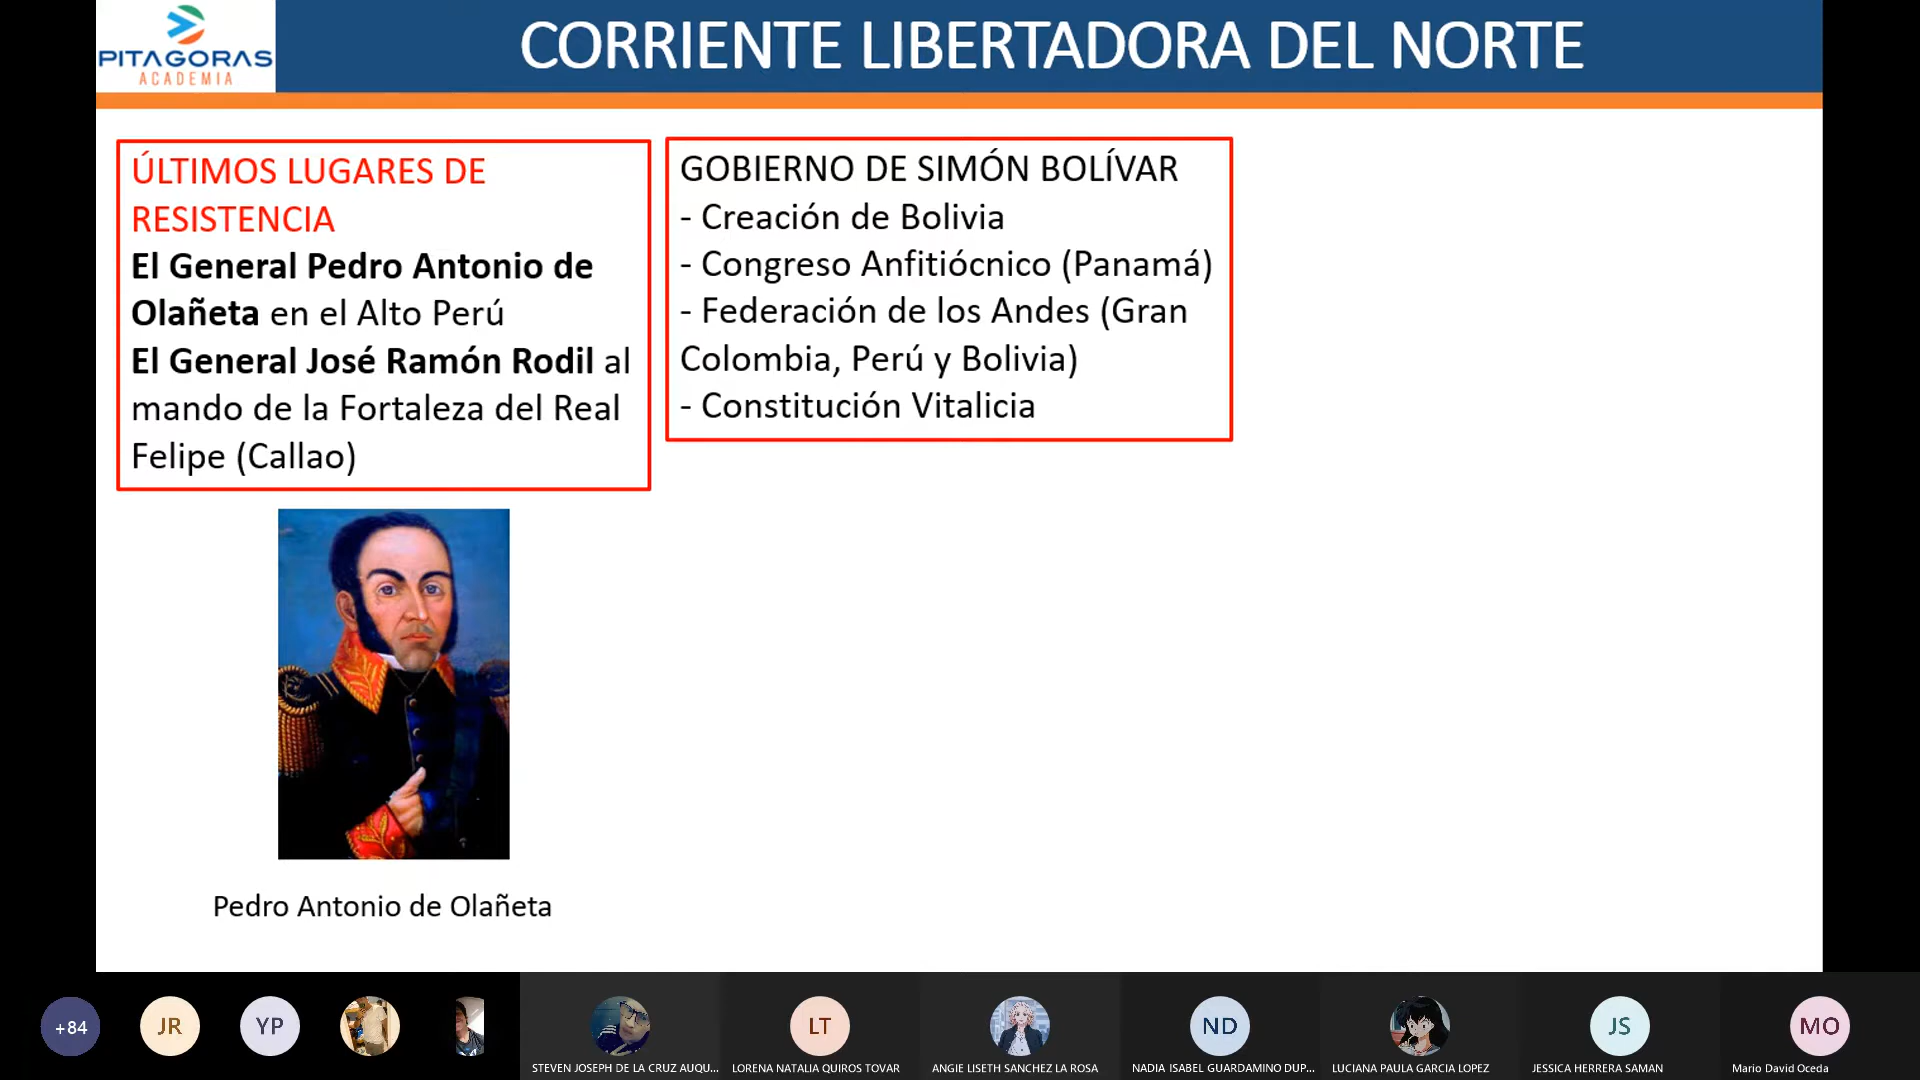 PITAGORAS
ACADEMIA
CORRIENTE LIBERTADORA DEL NORTE
ÚLTIMOS LUGARES DE
RESISTENCIA
El General Pedro Antonio de
Olañeta en el Alto Perú
El General José Ramón Rodil al
mando de la Fortaleza del Real
Felipe (Callao)
GOBIERNO DE SIMÓN BOLÍVAR
- Creación de Bolivia
- Congreso Anfitiócnico (Panamá)
- Federación de los Andes (Gran
Colombia, Perú y Bolivia)
- Constitución Vitalicia
Pedro Antonio de Olañeta
+84
JR
YP
LT
ND
JS
MO
STEVEN JOSEPH DE LA CRUZ AUQU...
LORENA NATALIA QUIROS TOVAR
ANGIE LISETH SANCHEZ LA ROSA
NADIA ISABEL GUARDAMINO DUP...
LUCIANA PAULA GARCIA LOPEZ
JESSICA HERRERA SAMAN
Mario David Oceda